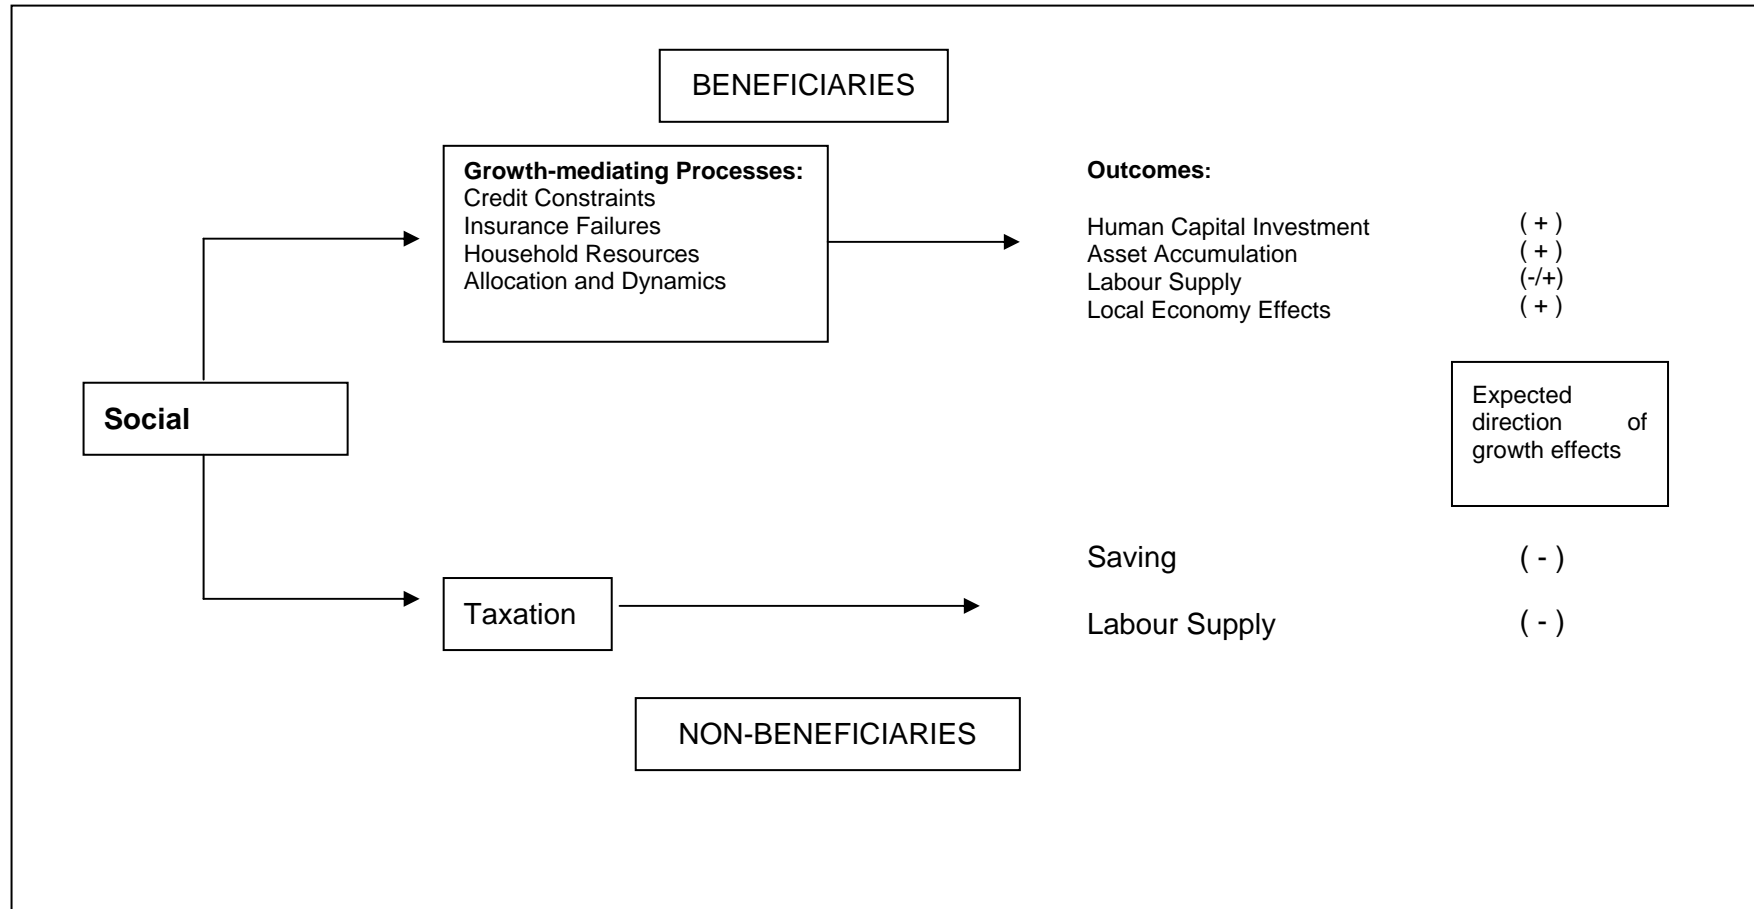 BENEFICIARIES
Growth-mediating Processes:
Credit Constraints
Insurance Failures
Household Resources
Allocation and Dynamics
Outcomes:
Human Capital Investment ( + )
Asset Accumulation ( + )
Labour Supply (-/+)
Local Economy Effects ( + )
Social
Expected
direction of
growth effects
Saving ( - )
Taxation
Labour Supply ( - )
NON-BENEFICIARIES